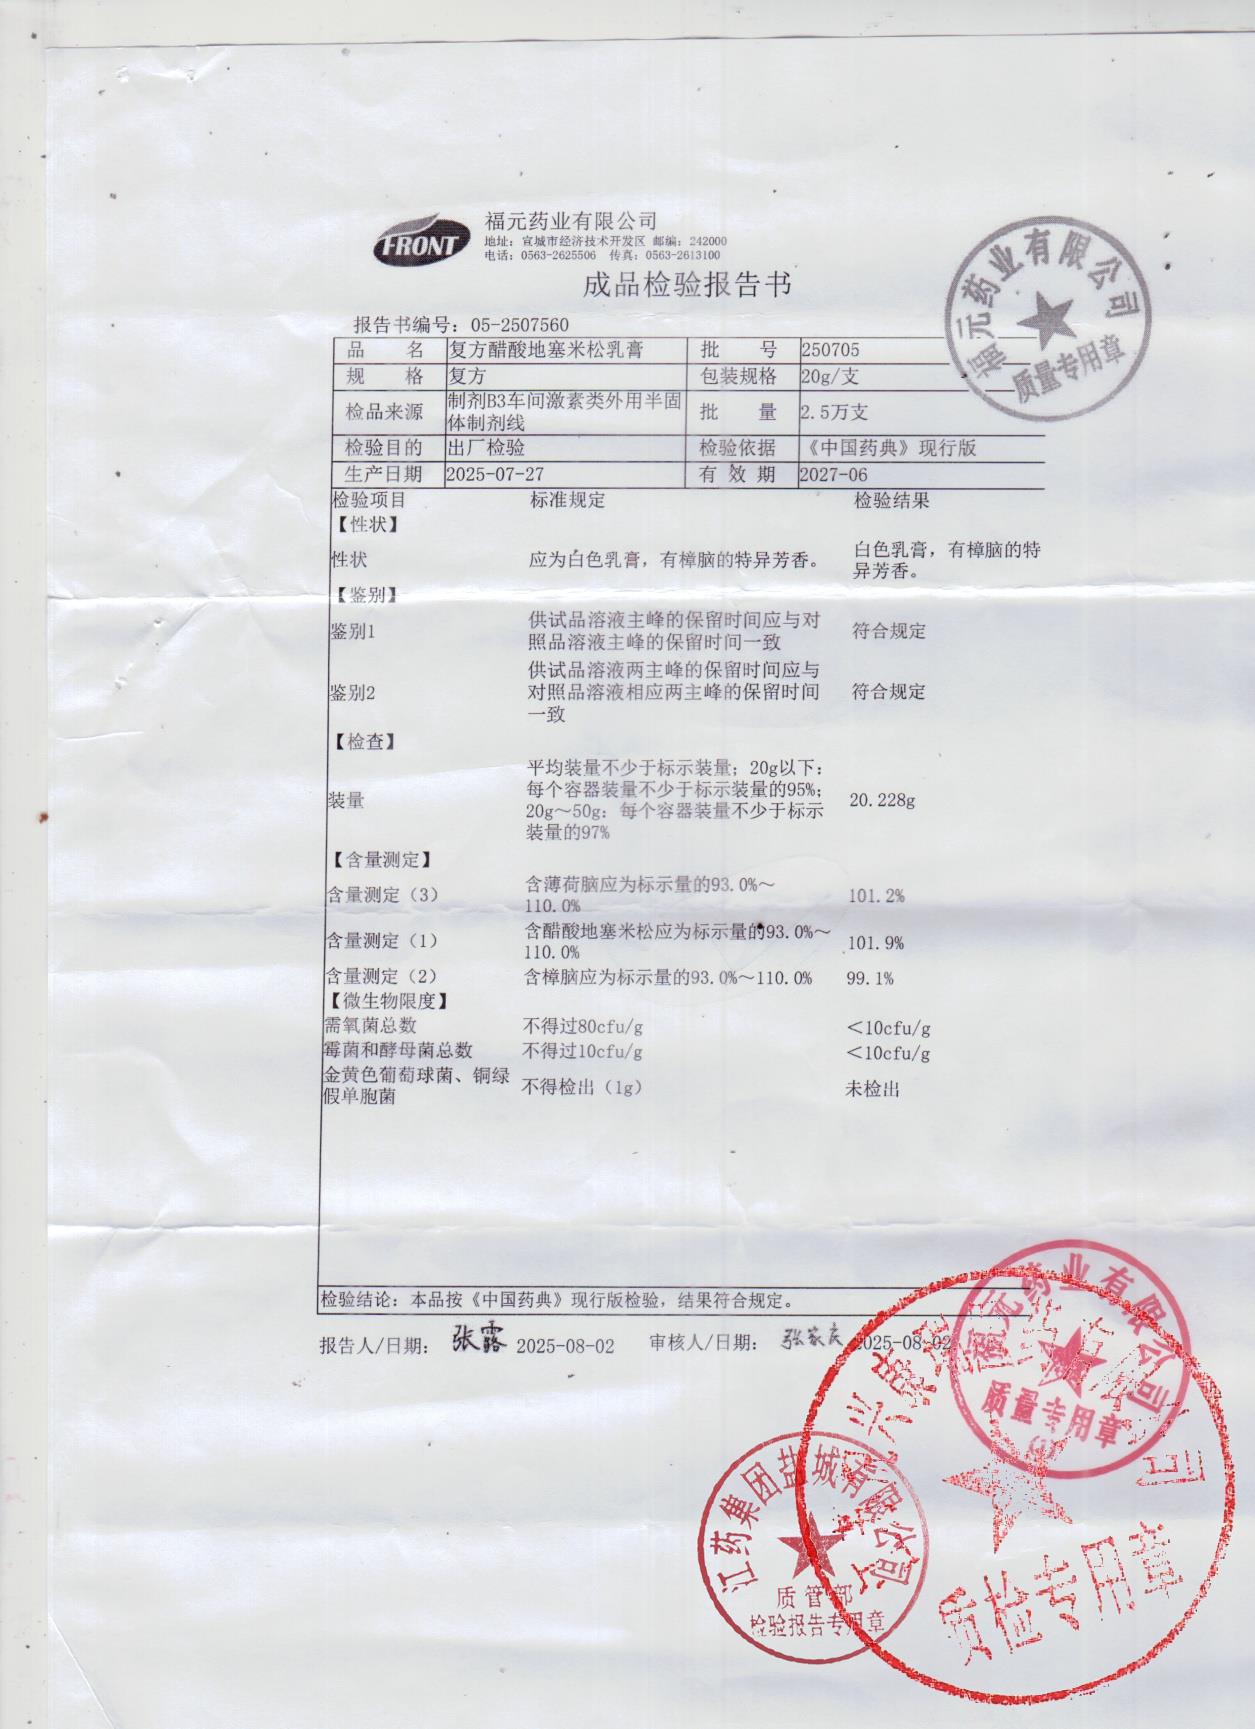 FRONT
福元药业有限公司
地址：宣城市经济技术开发区 邮编：242000
电话：0563-2625506 传真：0563-2613100
成品检验报告书
报告书编号：05-2507560
品 名 复方醋酸地塞米松乳膏 批 号 250705
规 格 复方 包装规格 20g/支
检品来源 制剂B3车间激素类外用半固体制剂线 批 量 2.5万支
检验目的 出厂检验 检验依据 《中国药典》现行版
生产日期 2025-07-27 有 效 期 2027-06
检验项目 标准规定 检验结果
【性状】
性状 应为白色乳膏，有樟脑的特异芳香。 白色乳膏，有樟脑的特异芳香。
【鉴别】
鉴别1 供试品溶液主峰的保留时间应与对照品溶液主峰的保留时间一致 符合规定
鉴别2 供试品溶液两主峰的保留时间应与对照品溶液相应两主峰的保留时间一致 符合规定
【检查】
装量 平均装量不少于标示装量；20g以下：每个容器装量不少于标示装量的95%；20g～50g：每个容器装量不少于标示装量的97% 20.228g
【含量测定】
含量测定（3） 含薄荷脑应为标示量的93.0%～110.0% 101.2%
含量测定（1） 含醋酸地塞米松应为标示量的93.0%～110.0% 101.9%
含量测定（2） 含樟脑应为标示量的93.0%～110.0% 99.1%
【微生物限度】
需氧菌总数 不得过80cfu/g ＜10cfu/g
霉菌和酵母菌总数 不得过10cfu/g ＜10cfu/g
金黄色葡萄球菌、铜绿假单胞菌 不得检出（1g） 未检出
检验结论：本品按《中国药典》现行版检验，结果符合规定。
报告人/日期： 张露 2025-08-02 审核人/日期： 张家庆 2025-08-02
福元药业有限公司
质量专用章
福元药业有限公司
质量专用章
江药集团盐城有限公司
质管部
检验报告专用章
质检专用章